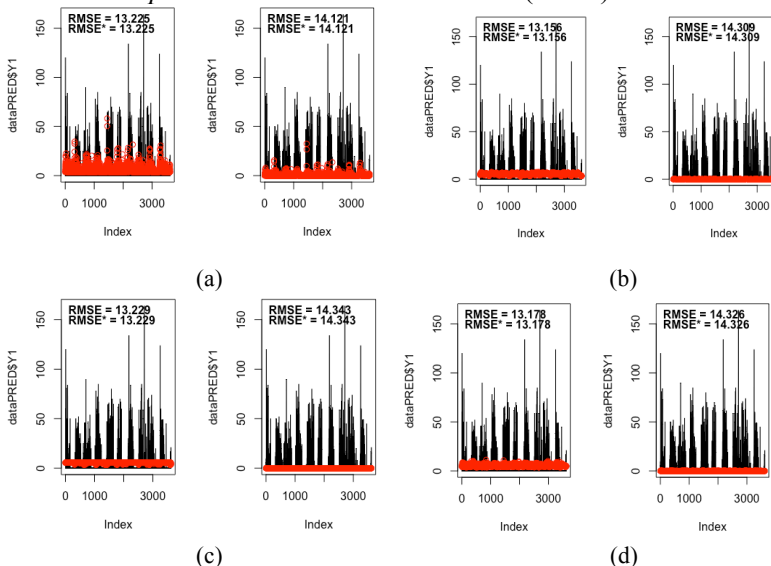 RMSE = 13.225
RMSE* = 13.225
dataPRED$Y1
0 50 100 150
0 1000 3000
Index
RMSE = 14.121
RMSE* = 14.121
dataPRED$Y1
0 50 100 150
0 1000 3000
Index
(a)
RMSE = 13.156
RMSE* = 13.156
dataPRED$Y1
0 50 100 150
0 1000 3000
Index
RMSE = 14.309
RMSE* = 14.309
dataPRED$Y1
0 50 100 150
0 1000 3000
Index
(b)
RMSE = 13.229
RMSE* = 13.229
dataPRED$Y1
0 50 100 150
0 1000 3000
Index
RMSE = 14.343
RMSE* = 14.343
dataPRED$Y1
0 50 100 150
0 1000 3000
Index
(c)
RMSE = 13.178
RMSE* = 13.178
dataPRED$Y1
0 50 100 150
0 1000 3000
Index
RMSE = 14.326
RMSE* = 14.326
dataPRED$Y1
0 50 100 150
0 1000 3000
Index
(d)